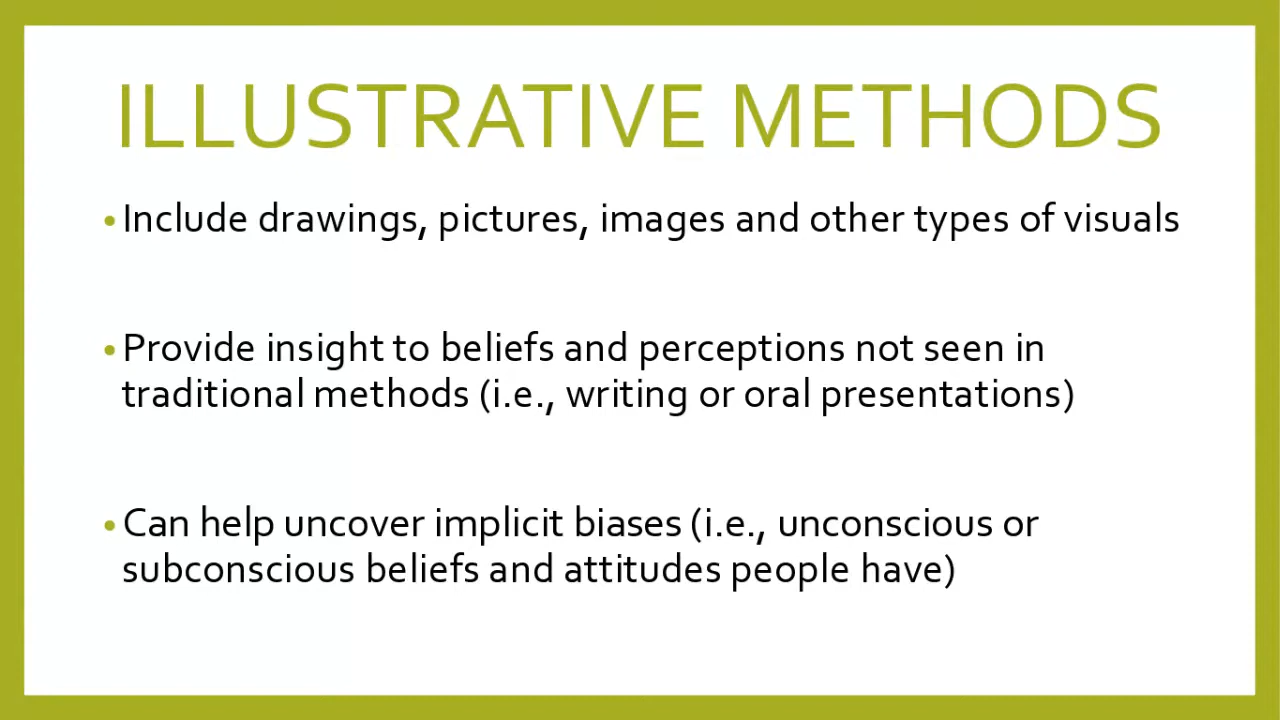 ILLUSTRATIVE METHODS
• Include drawings, pictures, images and other types of visuals
• Provide insight to beliefs and perceptions not seen in
traditional methods (i.e., writing or oral presentations)
• Can help uncover implicit biases (i.e., unconscious or
subconscious beliefs and attitudes people have)